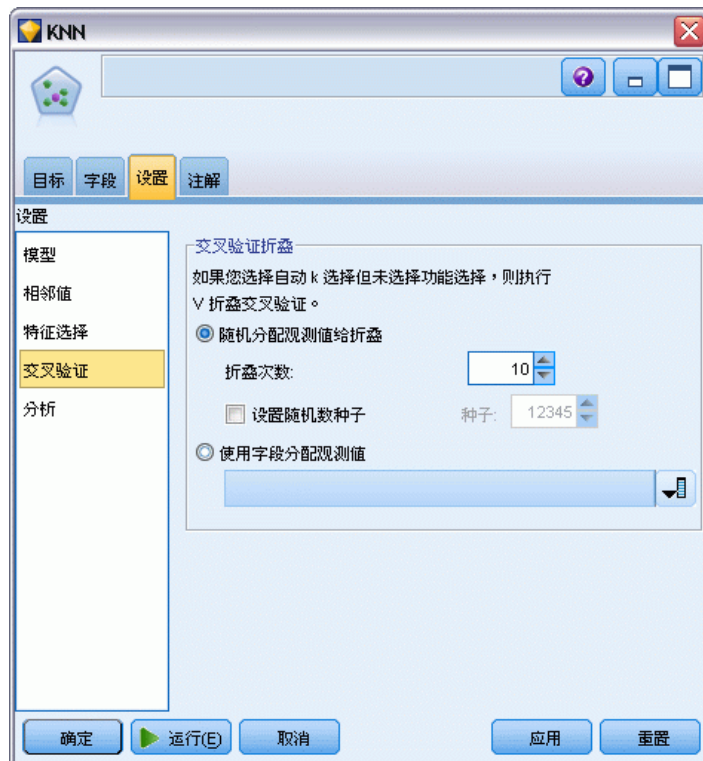 KNN
目标 字段 设置 注解
设置
模型
相邻值
特征选择
交叉验证
分析
交叉验证折叠
如果您选择自动 k 选择但未选择功能选择，则执行
V 折叠交叉验证。
随机分配观测值给折叠
折叠次数: 10
设置随机数种子 种子: 12345
使用字段分配观测值
确定 运行(E) 取消 应用 重置